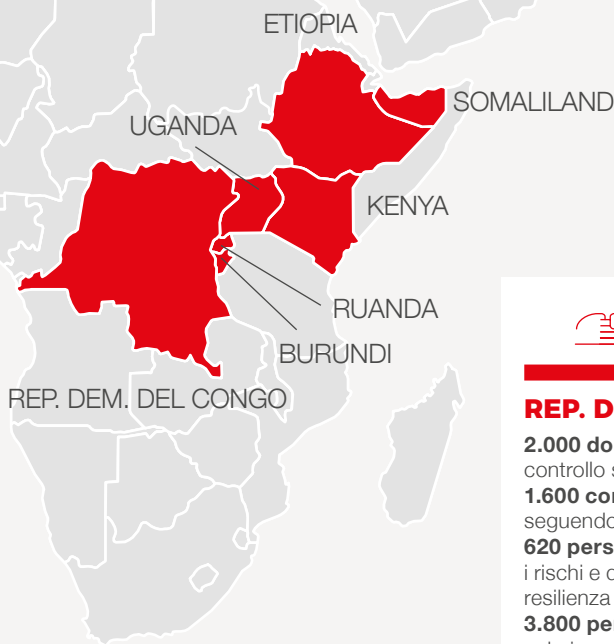 ETIOPIA
SOMALILAND
UGANDA
KENYA
RUANDA
BURUNDI
REP. DEM. DEL CONGO
REP. D
2.000 do
controllo s
1.600 co
seguendo
620 pers
i rischi e
resilienza
3.800 pe